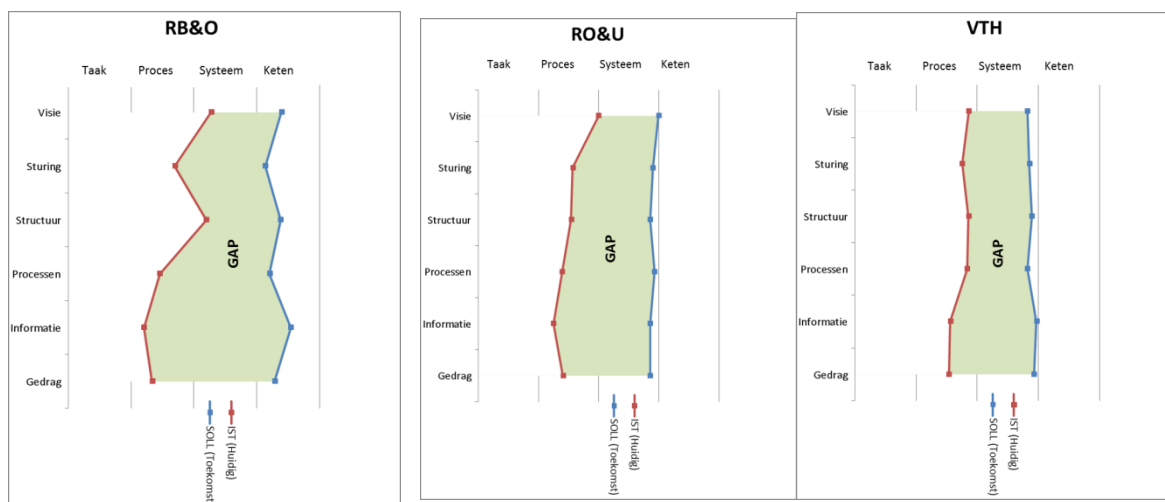 RB&O
Taak Proces Systeem Keten
Visie
Sturing
Structuur
Processen
Informatie
Gedrag
GAP
SOLL (Toekomst)
IST (Huidig)
RO&U
Taak Proces Systeem Keten
Visie
Sturing
Structuur
Processen
Informatie
Gedrag
GAP
SOLL (Toekomst)
IST (Huidig)
VTH
Taak Proces Systeem Keten
Visie
Sturing
Structuur
Processen
Informatie
Gedrag
GAP
SOLL (Toekomst)
IST (Huidig)